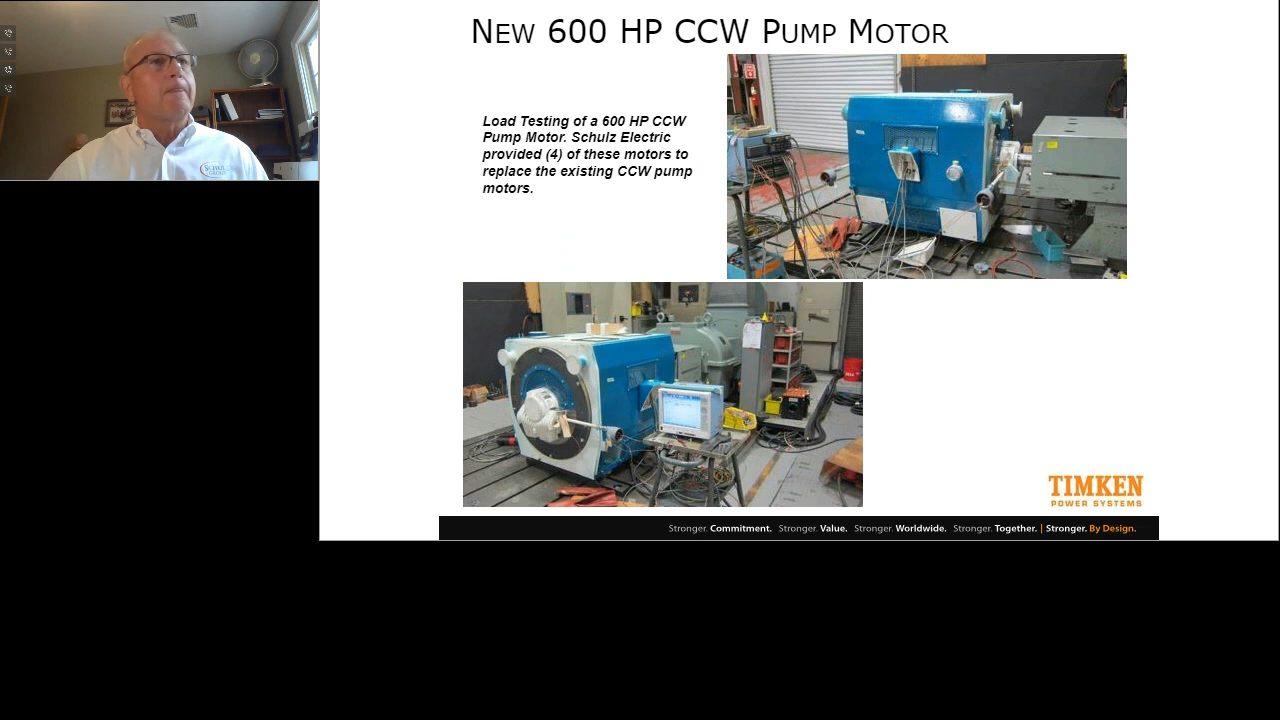 NEW 600 HP CCW PUMP MOTOR
Load Testing of a 600 HP CCW
Pump Motor. Schulz Electric
provided (4) of these motors to
replace the existing CCW pump
motors.
TIMKEN
POWER SYSTEMS
Stronger. Commitment. Stronger. Value. Stronger. Worldwide. Stronger. Together. | Stronger. By Design.